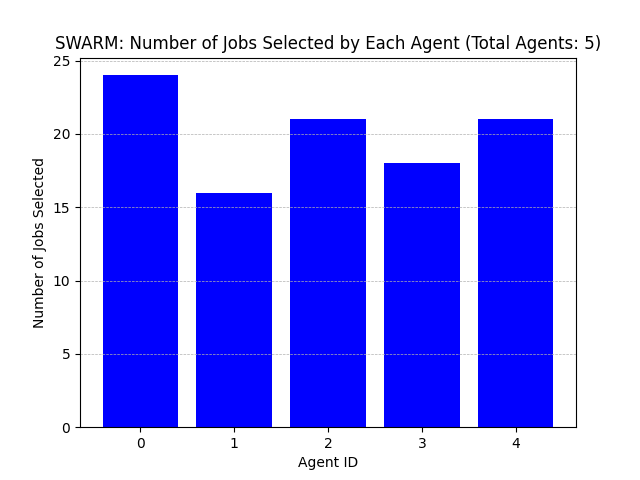 SWARM: Number of Jobs Selected by Each Agent (Total Agents: 5)
25
20
15
10
5
0
Number of Jobs Selected
0 1 2 3 4
Agent ID